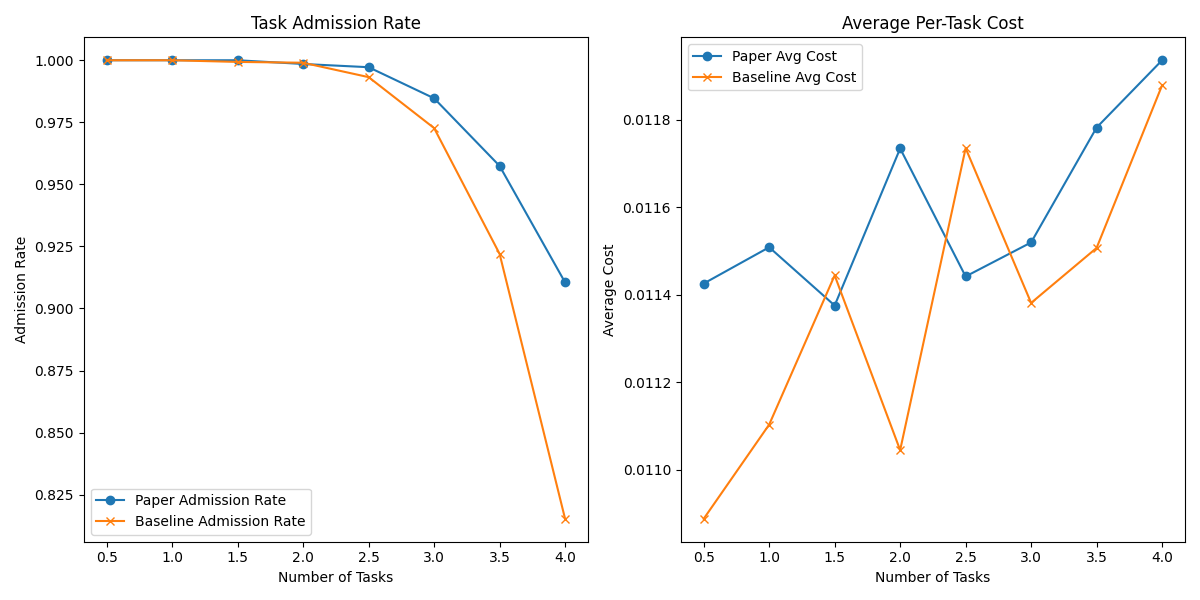 Task Admission Rate
1.000
0.975
0.950
0.925
0.900
0.875
0.850
0.825
Admission Rate
Paper Admission Rate
Baseline Admission Rate
0.5 1.0 1.5 2.0 2.5 3.0 3.5 4.0
Number of Tasks
Average Per-Task Cost
Paper Avg Cost
Baseline Avg Cost
0.0118
0.0116
0.0114
0.0112
0.0110
Average Cost
0.5 1.0 1.5 2.0 2.5 3.0 3.5 4.0
Number of Tasks